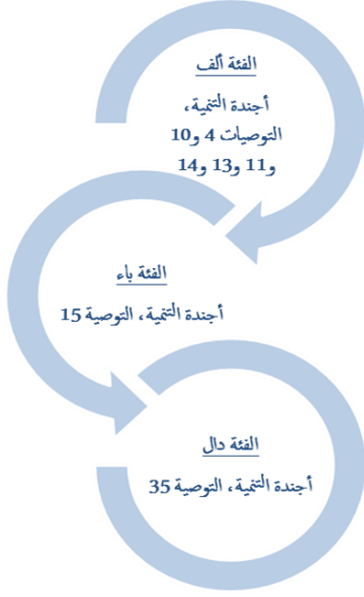 الفئة ألف
أجندة التنمية،
التوصيات 4 و10
و11 و13 و14
الفئة باء
أجندة التنمية، التوصية 15
الفئة دال
أجندة التنمية، التوصية 35